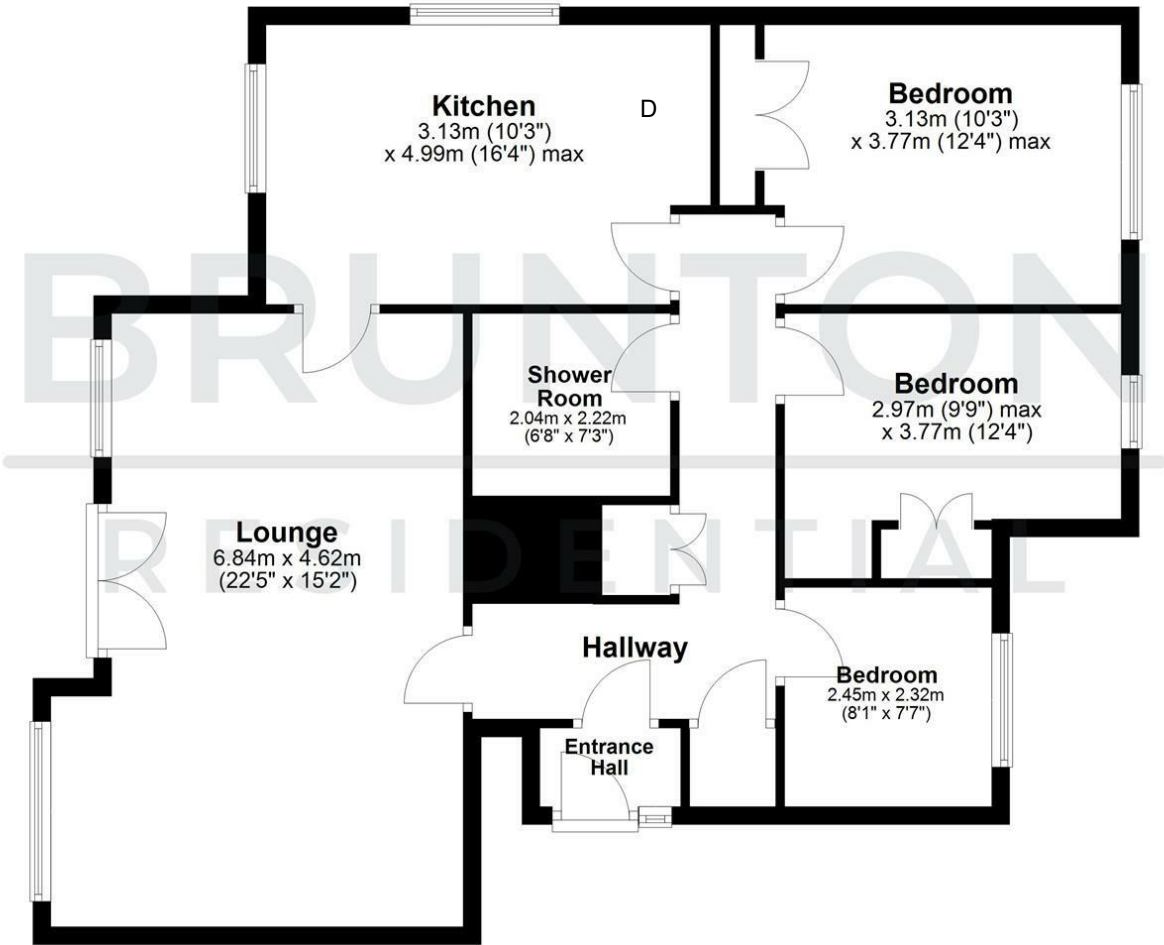 Kitchen
3.13m (10'3")
x 4.99m (16'4") max
D
Bedroom
3.13m (10'3")
x 3.77m (12'4") max
BRUNTON
RESIDENTIAL
Shower
Room
2.04m x 2.22m
(6'8" x 7'3")
Bedroom
2.97m (9'9") max
x 3.77m (12'4")
Lounge
6.84m x 4.62m
(22'5" x 15'2")
Hallway
Bedroom
2.45m x 2.32m
(8'1" x 7'7")
Entrance
Hall